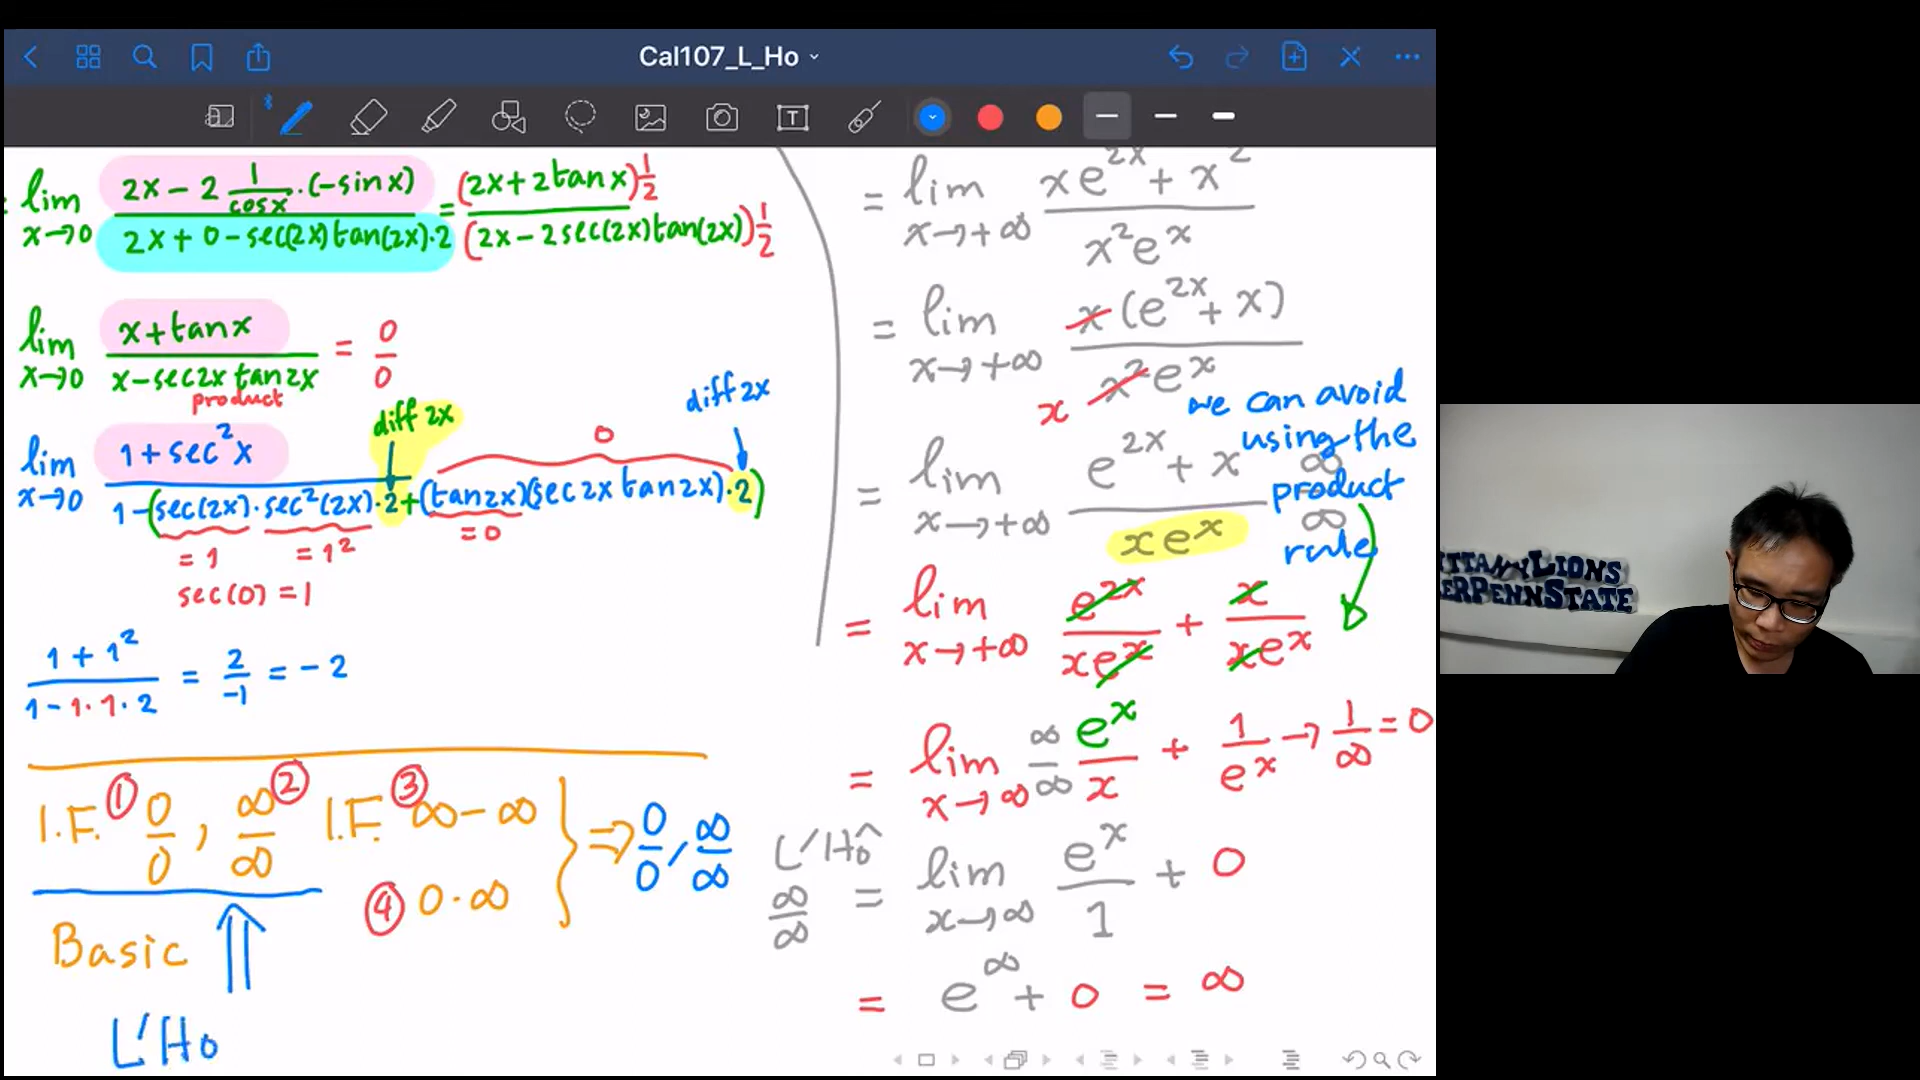 Cal107_L_Ho
lim x→0 (2x − 2 1/cosx · (−sinx)) / (2x + 0 − sec(2x)tan(2x)·2) = (2x + 2tanx)1/2 / (2x − 2sec(2x)tan(2x))1/2
lim x→0 (x + tanx) / (x − sec2x tan2x) = 0/0
product
diff 2x
diff 2x
0
lim x→0 (1 + sec²x) / (1 − (sec(2x)·sec²(2x)·2 + (tan2x)(sec2x tan2x)·2))
= 1 = 1² = 0
sec(0) = 1
(1 + 1²) / (1 − 1·1·2) = 2/−1 = −2
I.F. ① 0/0 , ∞/∞ ② I.F. ③ ∞ − ∞
④ 0·∞ } ⇒ 0/0 , ∞/∞
Basic
L'Ho
= lim x→+∞ (xe^2x + x²) / (x²e^x)
= lim x→+∞ x(e^2x + x) / (x²e^x)
x
we can avoid
using the
product
rule
= lim x→+∞ (e^2x + x) / (xe^x) ∞/∞
= lim x→+∞ e^2x/(xe^x) + x/(xe^x)
= lim x→∞ ∞/∞ e^x/x + 1/e^x → 1/∞ = 0
L'Hô ∞/∞ = lim x→∞ e^x/1 + 0
= e^∞ + 0 = ∞
T